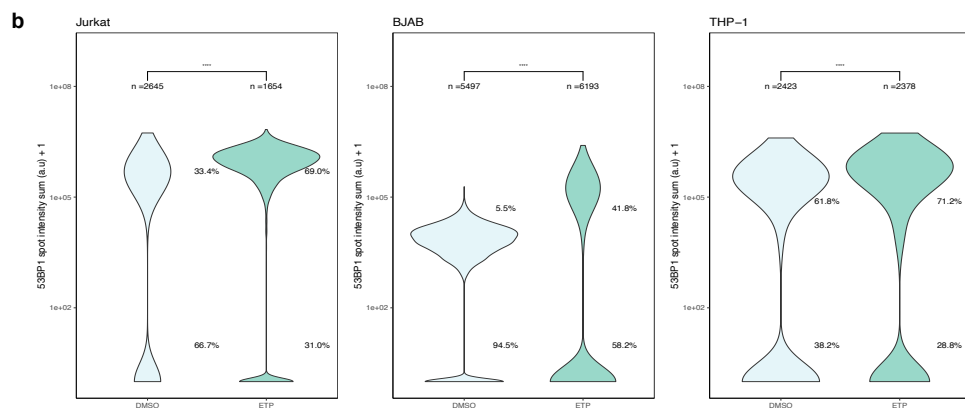 b
Jurkat
BJAB
THP−1
****
****
****
n =2645
n =1654
n =5497
n =6193
n =2423
n =2378
1e+08
1e+08
1e+08
53BP1 spot intensity sum (a.u) + 1
53BP1 spot intensity sum (a.u) + 1
53BP1 spot intensity sum (a.u) + 1
33.4%
69.0%
5.5%
41.8%
61.8%
71.2%
1e+05
1e+05
1e+05
1e+02
1e+02
1e+02
66.7%
31.0%
94.5%
58.2%
38.2%
28.8%
DMSO
ETP
DMSO
ETP
DMSO
ETP